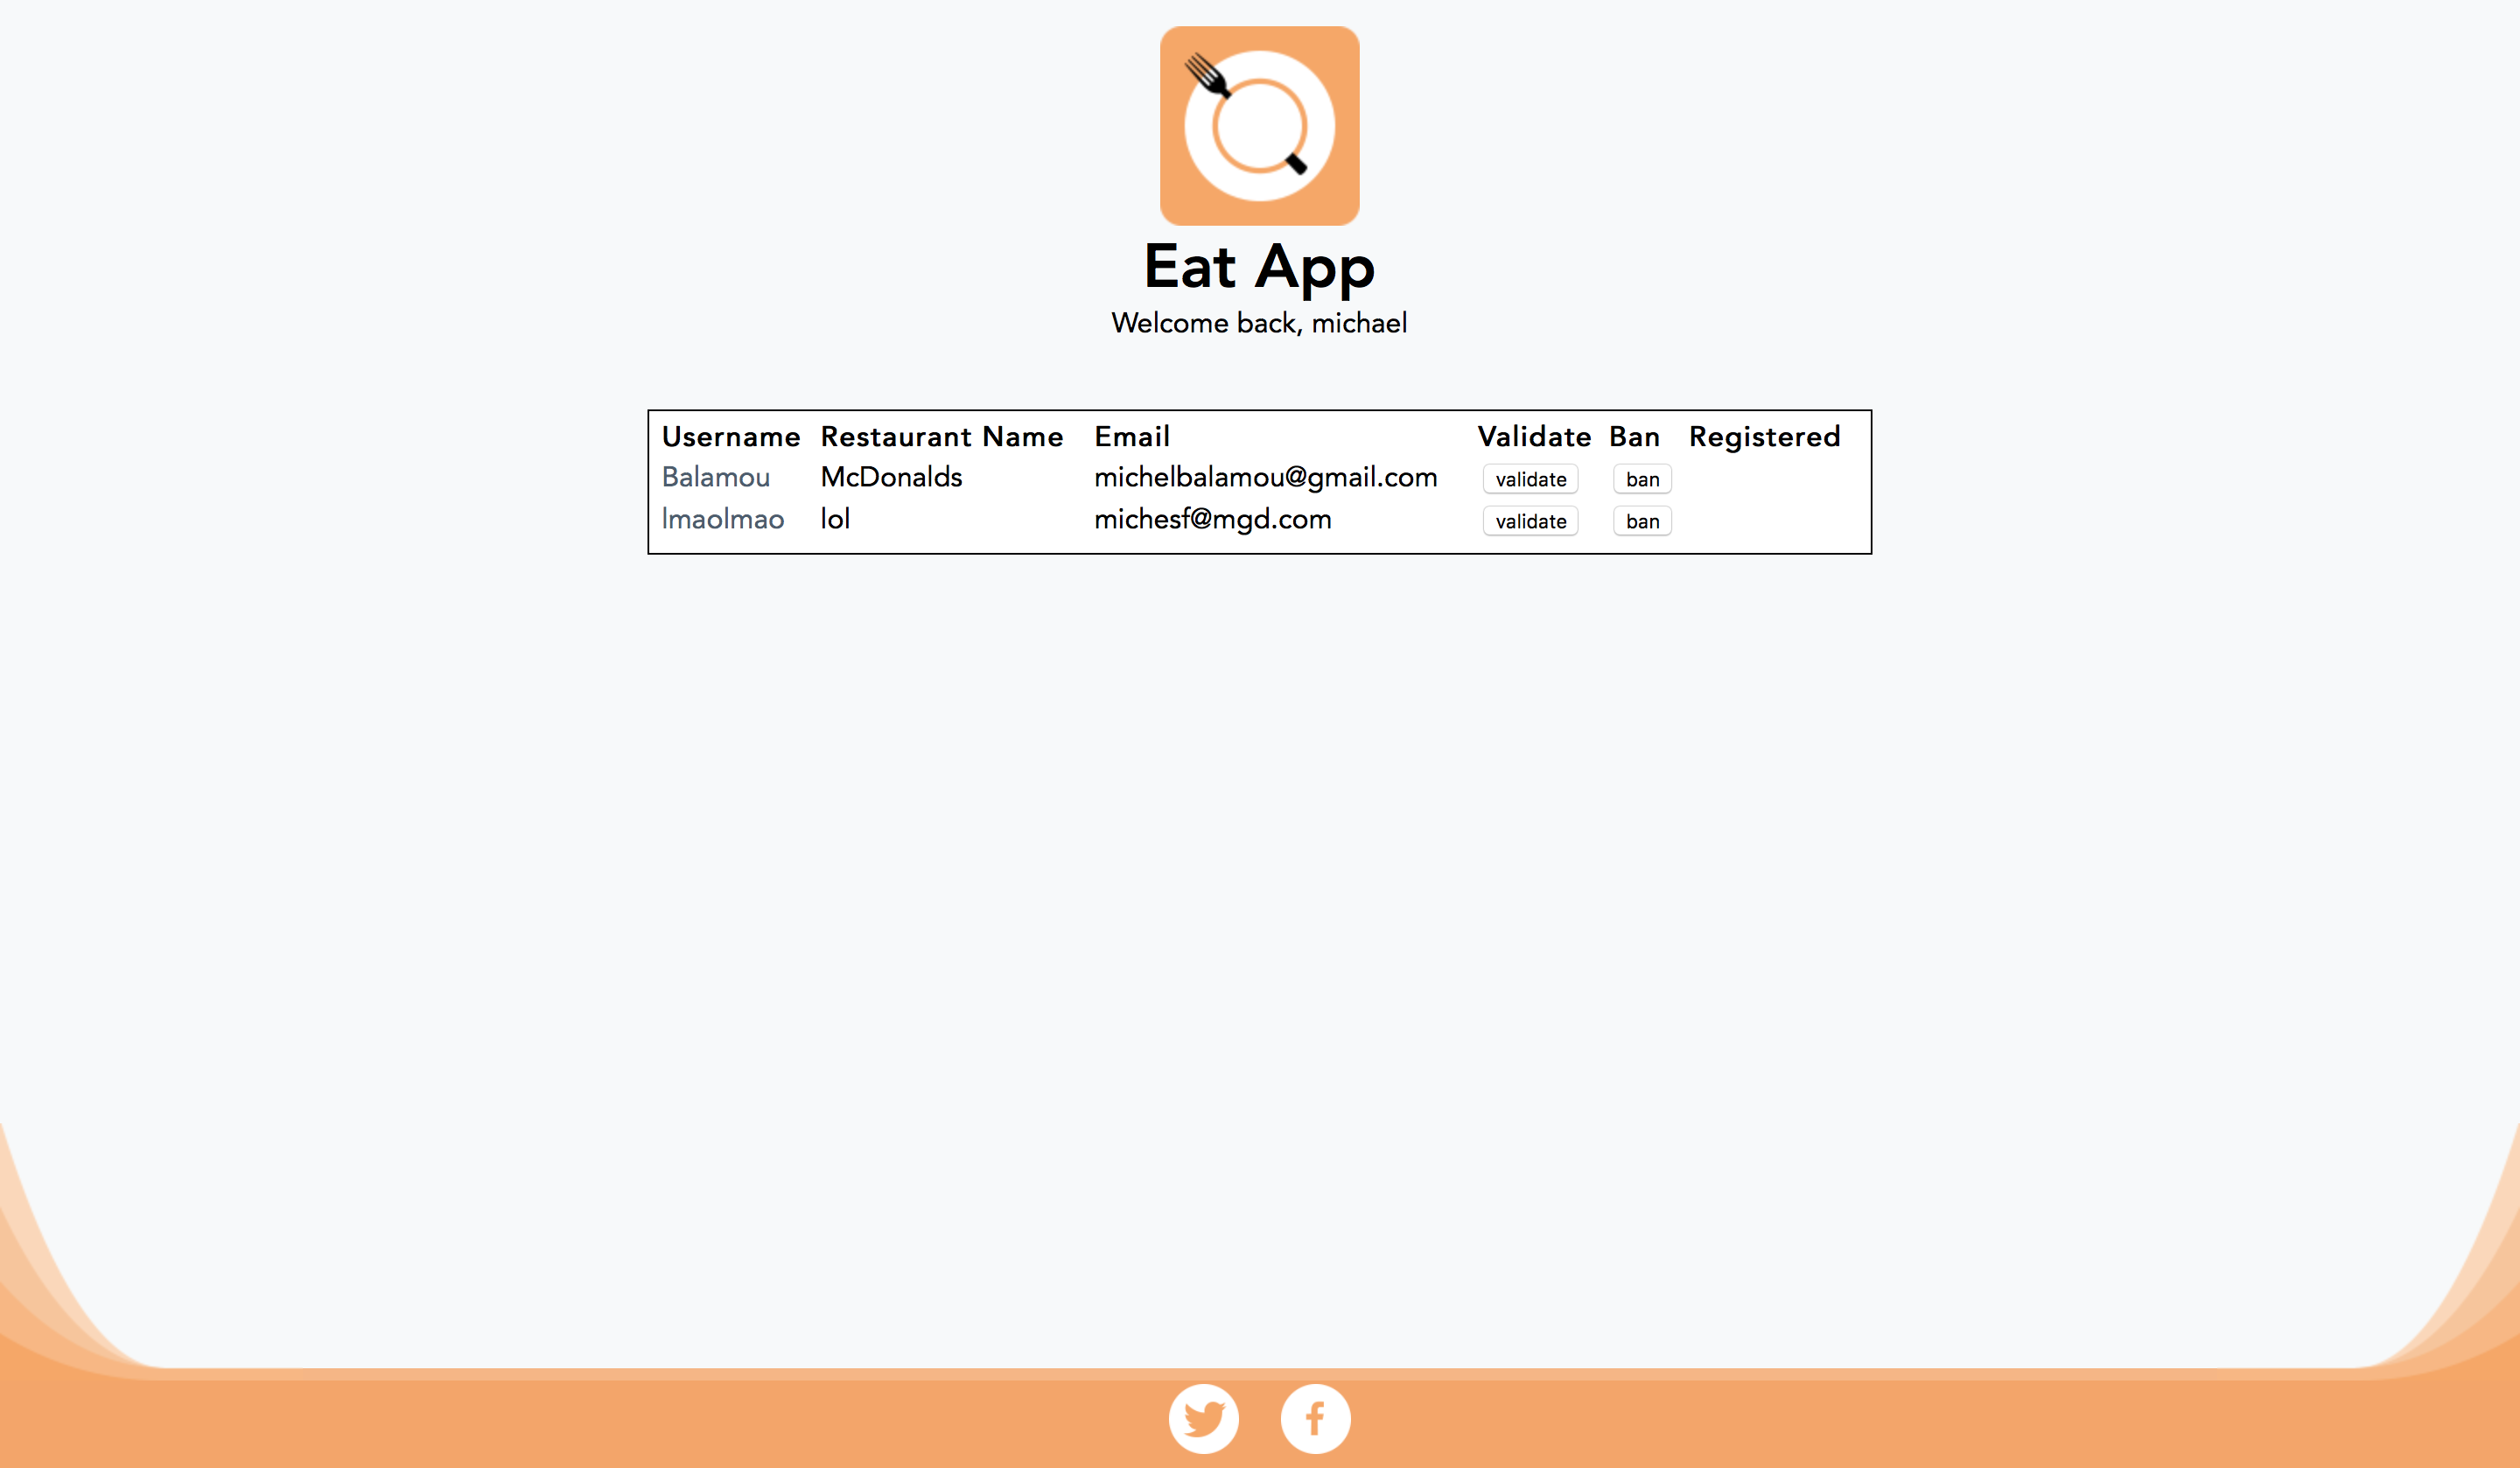 Eat App
Welcome back, michael
Username Restaurant Name Email Validate Ban Registered
Balamou McDonalds michelbalamou@gmail.com validate ban
lmaolmao lol michesf@mgd.com validate ban